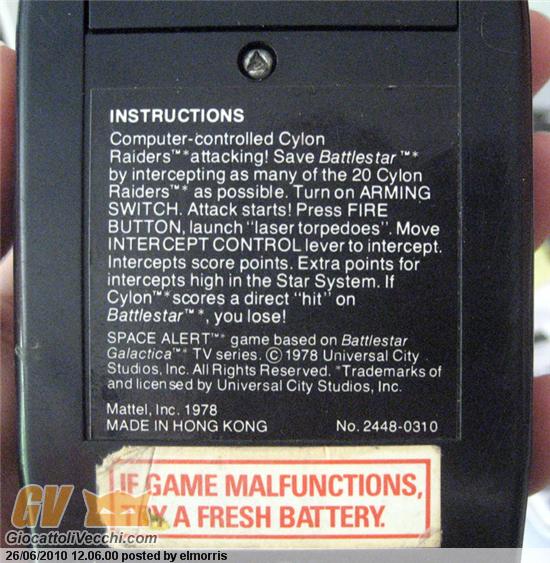 INSTRUCTIONS
Computer-controlled Cylon
Raiders™* attacking! Save Battlestar™*
by intercepting as many of the 20 Cylon
Raiders™* as possible. Turn on ARMING
SWITCH. Attack starts! Press FIRE
BUTTON, launch "laser torpedoes". Move
INTERCEPT CONTROL lever to intercept.
Intercepts score points. Extra points for
intercepts high in the Star System. If
Cylon™* scores a direct "hit" on
Battlestar™*, you lose!
SPACE ALERT™* game based on Battlestar
Galactica™* TV series. © 1978 Universal City
Studios, Inc. All Rights Reserved. *Trademarks of
and licensed by Universal City Studios, Inc.
Mattel, Inc. 1978
MADE IN HONG KONG No. 2448-0310
IF GAME MALFUNCTIONS,
TRY A FRESH BATTERY.
GV
GiocattoliVecchi.com
26/06/2010 12.06.00 posted by elmorris